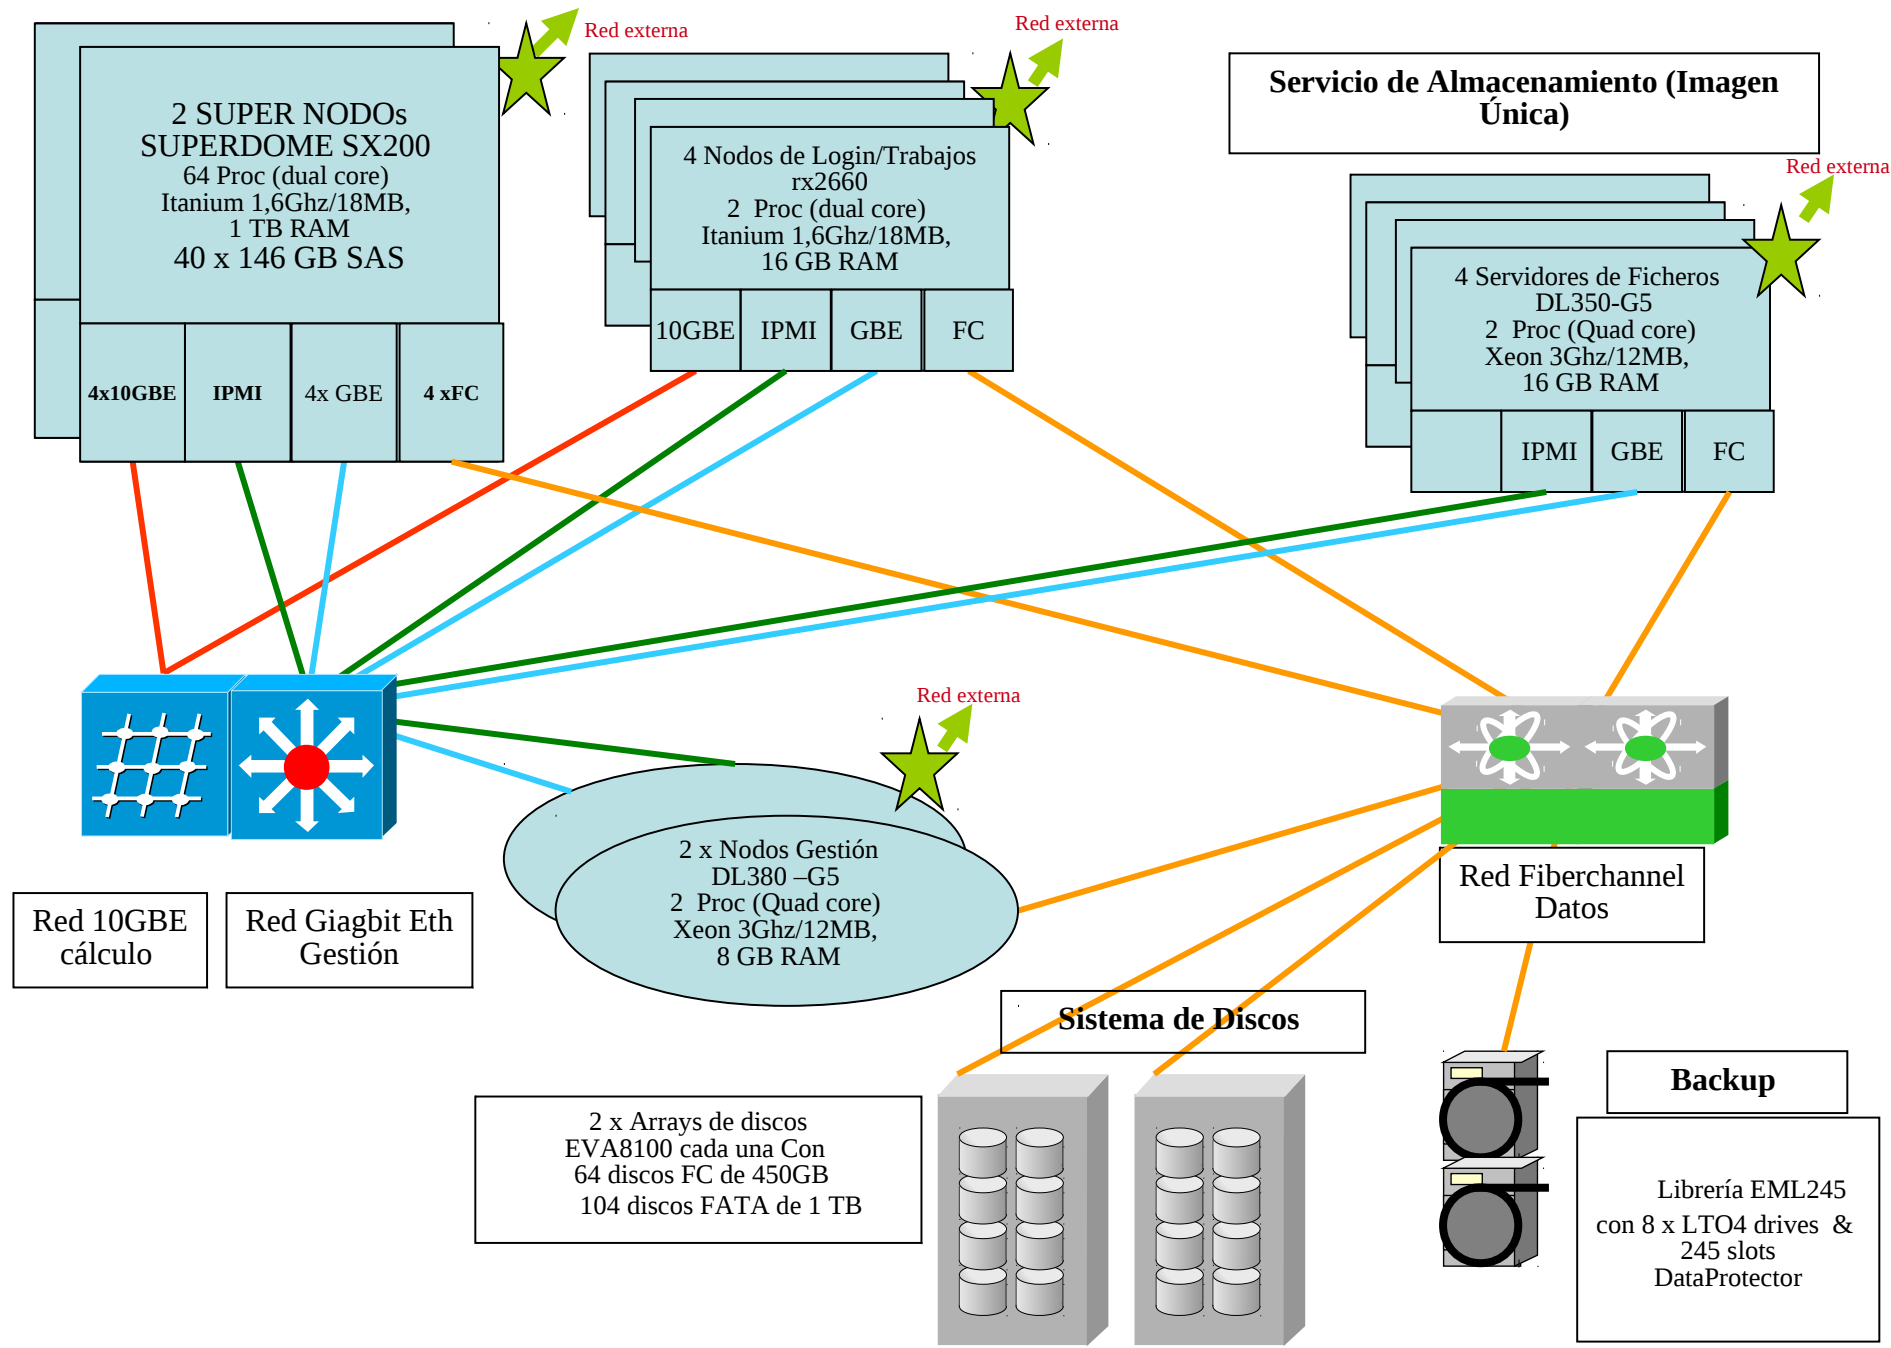 Red externa
2 SUPER NODOs
SUPERDOME SX200
64 Proc (dual core)
Itanium 1,6Ghz/18MB,
1 TB RAM
40 x 146 GB SAS
4x10GBE
IPMI
4x GBE
4 xFC
Red externa
4 Nodos de Login/Trabajos
rx2660
2 Proc (dual core)
Itanium 1,6Ghz/18MB,
16 GB RAM
10GBE
IPMI
GBE
FC
Servicio de Almacenamiento (Imagen
Única)
Red externa
4 Servidores de Ficheros
DL350-G5
2 Proc (Quad core)
Xeon 3Ghz/12MB,
16 GB RAM
IPMI
GBE
FC
Red 10GBE
cálculo
Red Giagbit Eth
Gestión
Red externa
2 x Nodos Gestión
DL380 –G5
2 Proc (Quad core)
Xeon 3Ghz/12MB,
8 GB RAM
Red Fiberchannel
Datos
Sistema de Discos
2 x Arrays de discos
EVA8100 cada una Con
64 discos FC de 450GB
104 discos FATA de 1 TB
Backup
Librería EML245
con 8 x LTO4 drives &
245 slots
DataProtector